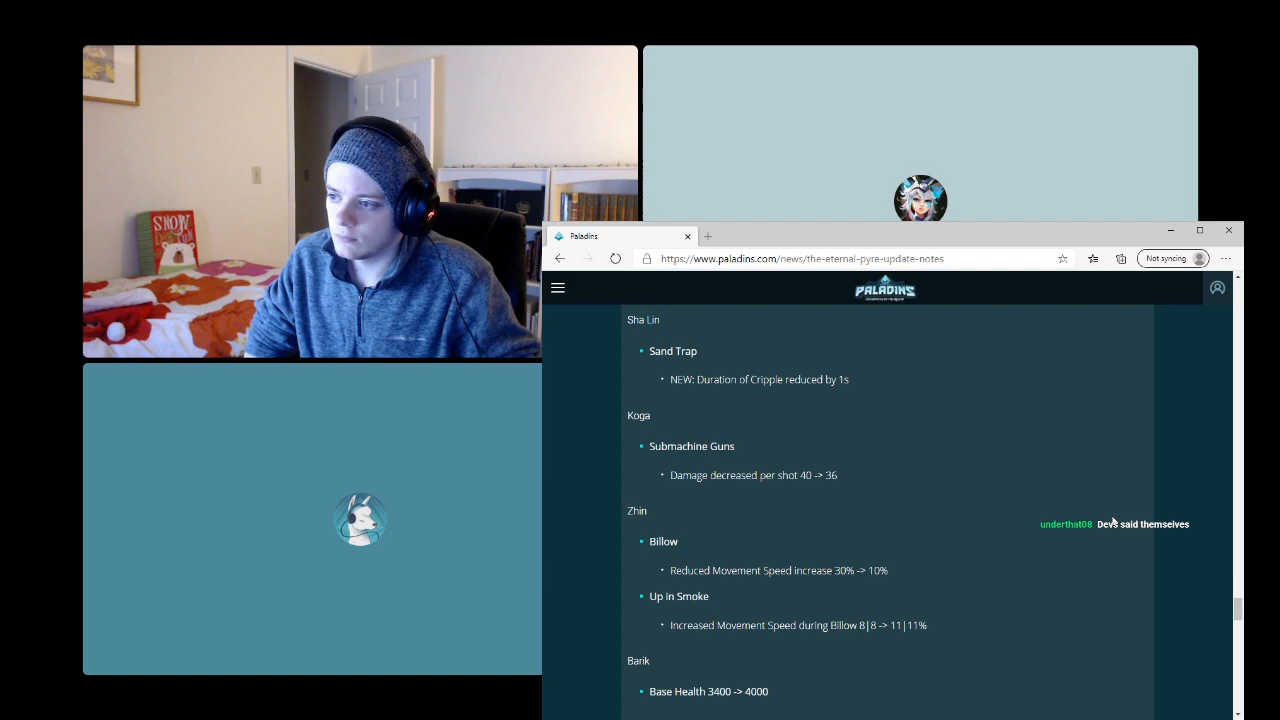 SNOW
Paladins
https://www.paladins.com/news/the-eternal-pyre-update-notes
Not syncing
PALADINS
Sha Lin
Sand Trap
NEW: Duration of Cripple reduced by 1s
Koga
Submachine Guns
Damage decreased per shot 40 -> 36
Zhin
underthat08 Devs said themselves
Billow
Reduced Movement Speed increase 30% -> 10%
Up in Smoke
Increased Movement Speed during Billow 8|8 -> 11|11%
Barik
Base Health 3400 -> 4000